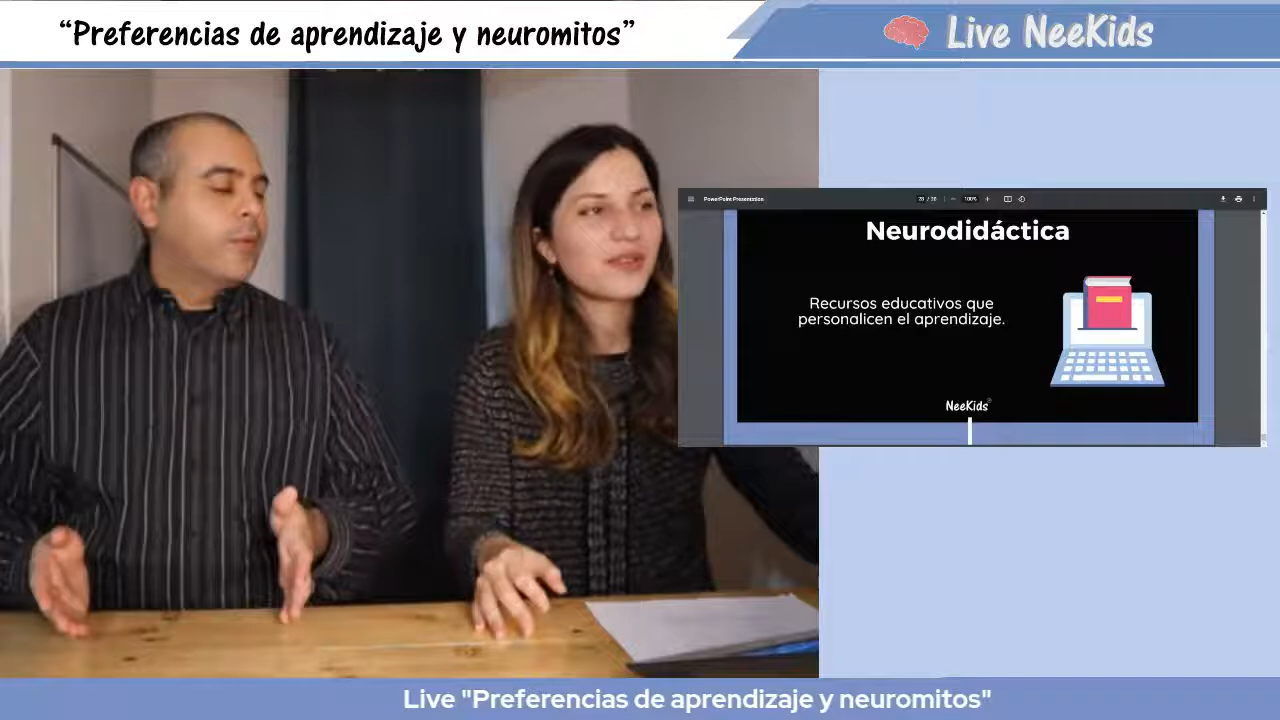 “Preferencias de aprendizaje y neuromitos”
Live NeeKids
PowerPoint Presentation
100%
Neurodidáctica
Recursos educativos que
personalicen el aprendizaje.
NeeKids
Live "Preferencias de aprendizaje y neuromitos"